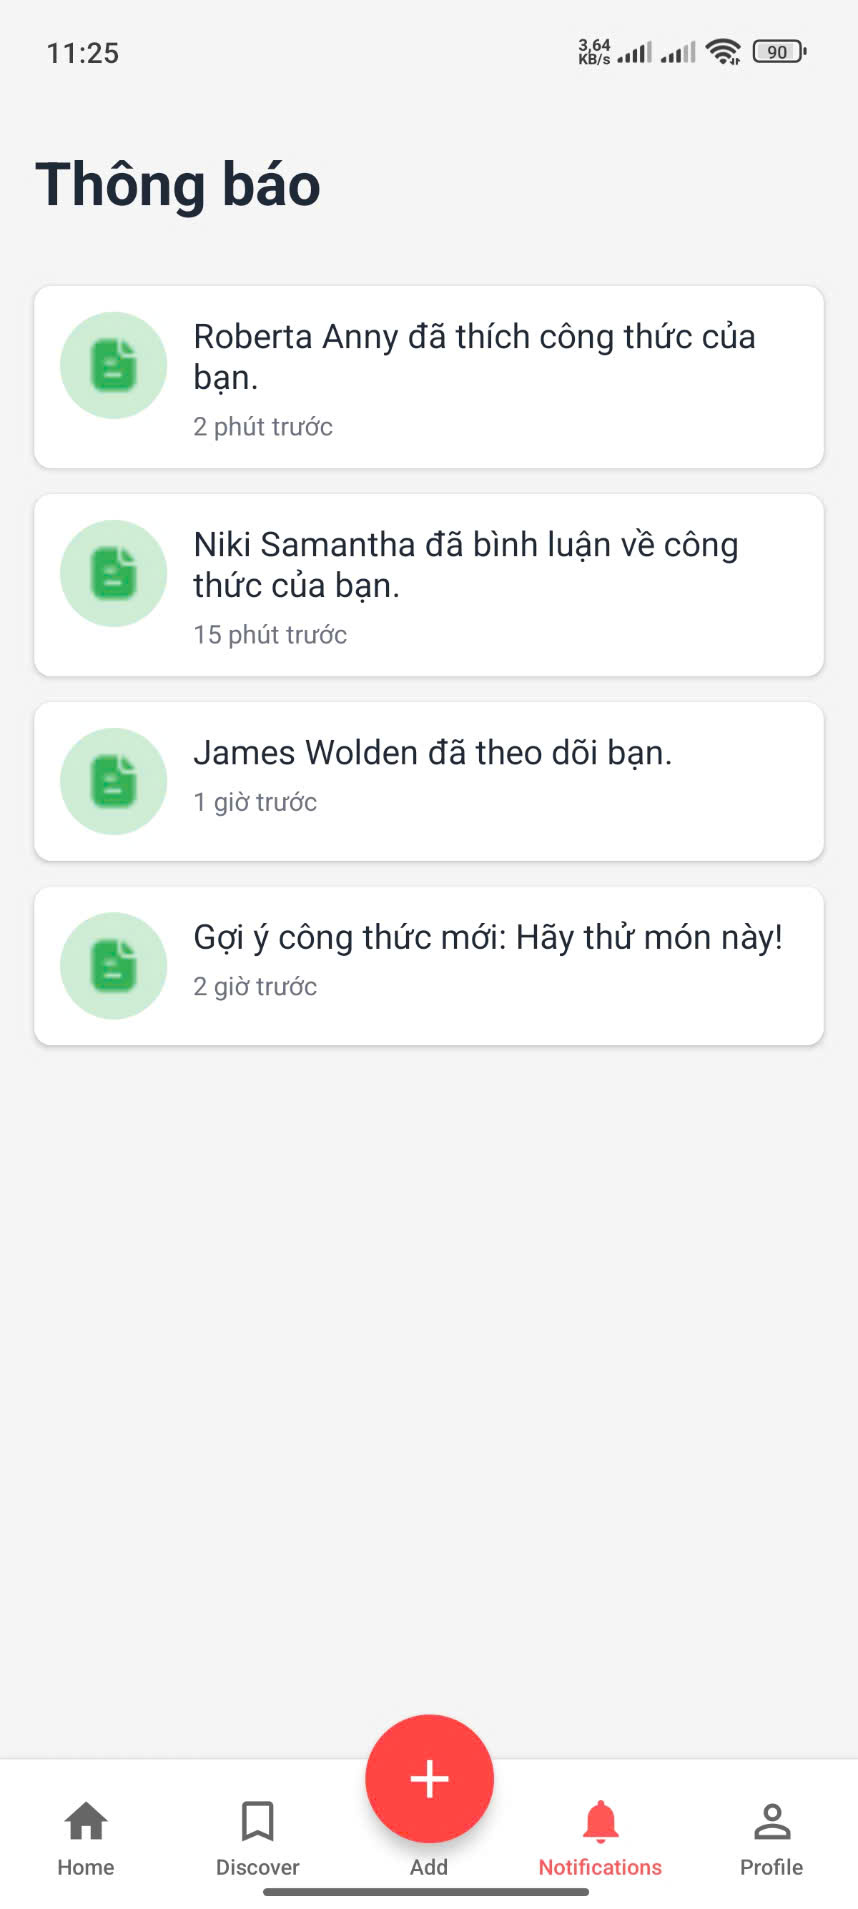 11:25
3,64
KB/s
90
Thông báo
Roberta Anny đã thích công thức của
bạn.
2 phút trước
Niki Samantha đã bình luận về công
thức của bạn.
15 phút trước
James Wolden đã theo dõi bạn.
1 giờ trước
Gợi ý công thức mới: Hãy thử món này!
2 giờ trước
Home
Discover
Add
Notifications
Profile